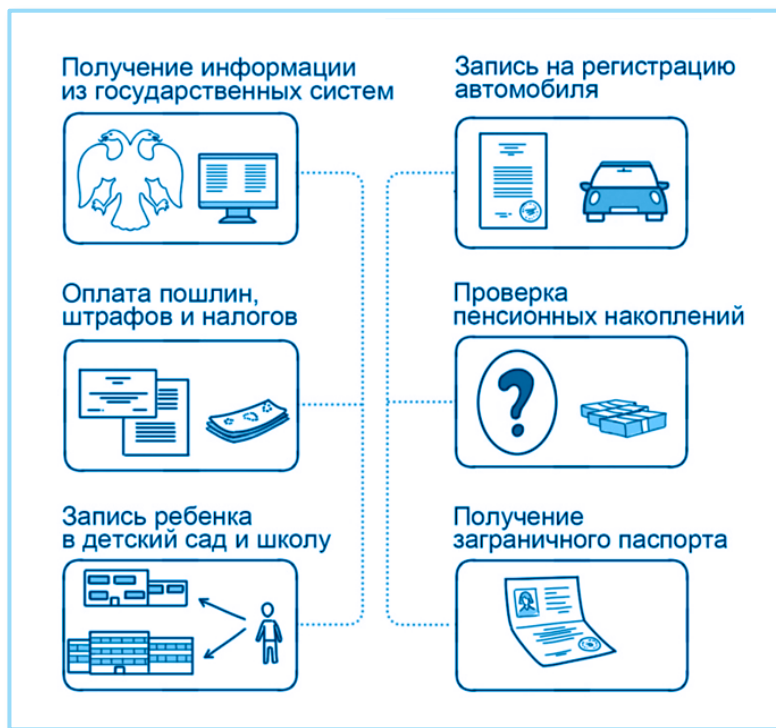 Получение информации
из государственных систем
Запись на регистрацию
автомобиля
Оплата пошлин,
штрафов и налогов
Проверка
пенсионных накоплений
?
Запись ребенка
в детский сад и школу
Получение
заграничного паспорта